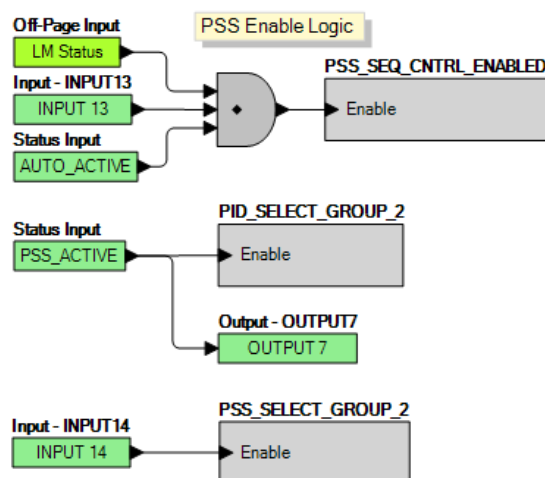 Off-Page Input
PSS Enable Logic
LM Status
PSS_SEQ_CNTRL_ENABLED
Input - INPUT13
INPUT 13
Enable
Status Input
AUTO_ACTIVE
PID_SELECT_GROUP_2
Status Input
PSS_ACTIVE
Enable
Output - OUTPUT7
OUTPUT 7
PSS_SELECT_GROUP_2
Input - INPUT14
INPUT 14
Enable